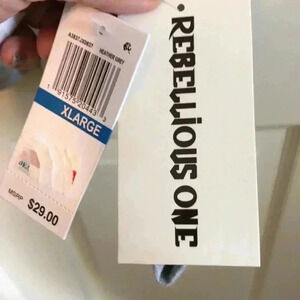 HEATHER GREY
XLARGE
MSRP
$29.00
• REBELLIOUS ONE